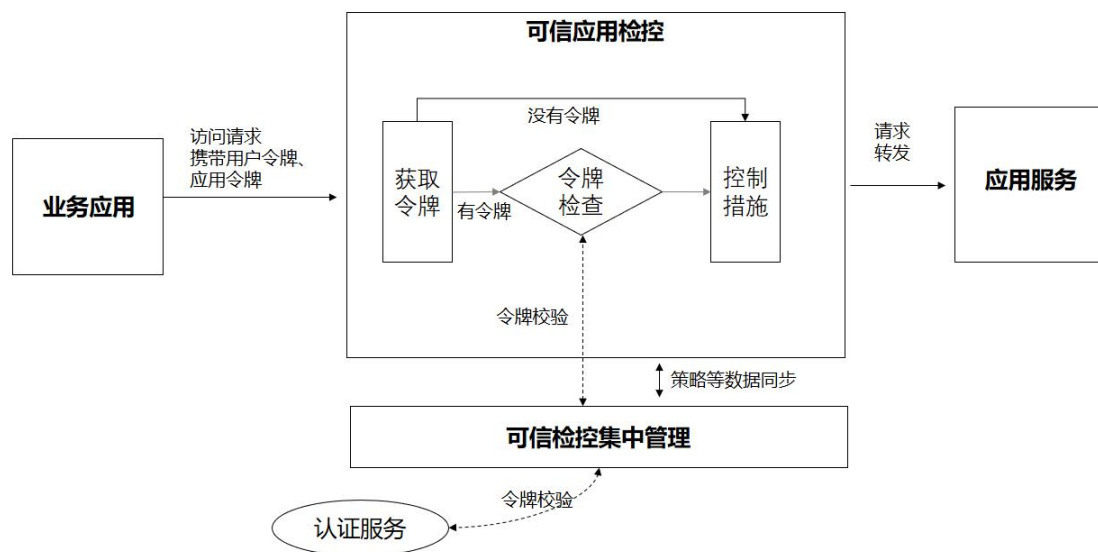 可信应用检控
没有令牌
访问请求
携带用户令牌、
应用令牌
请求
转发
业务应用
获取
令牌
有令牌
令牌
检查
控制
措施
应用服务
令牌校验
策略等数据同步
可信检控集中管理
令牌校验
认证服务